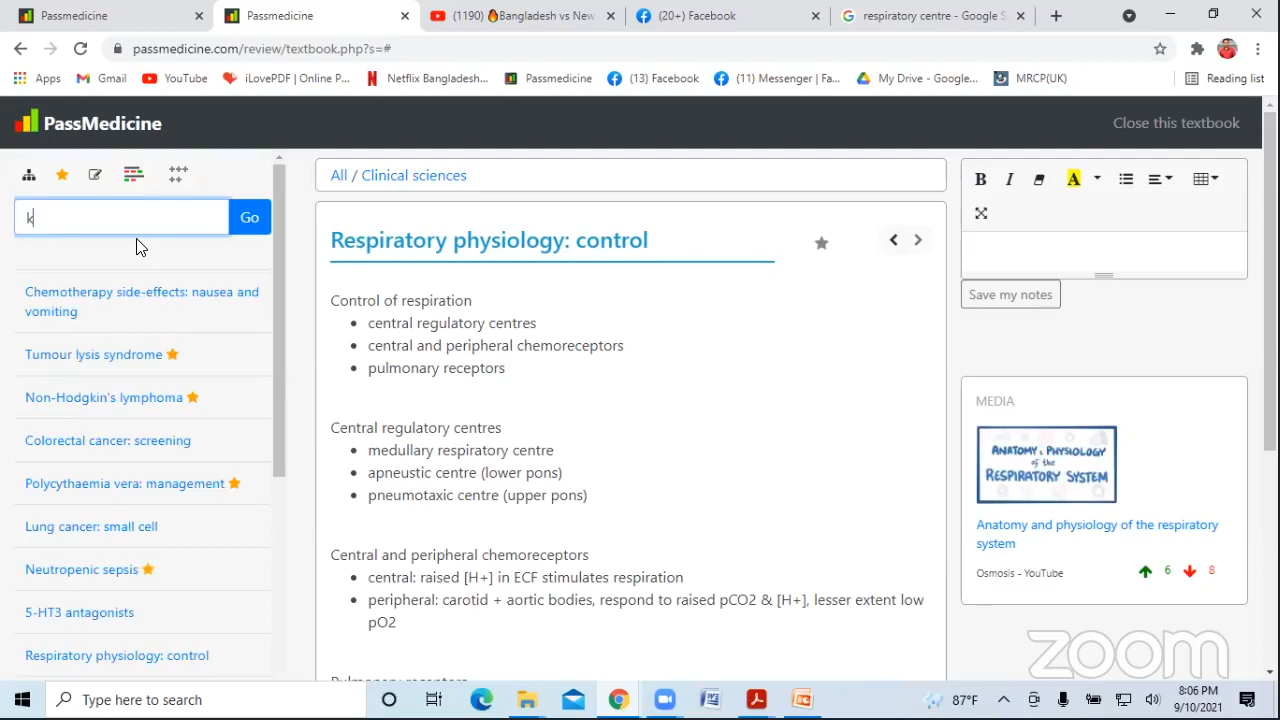 Passmedicine
Passmedicine
(1190) 🔥Bangladesh vs New
(20+) Facebook
respiratory centre - Google S
passmedicine.com/review/textbook.php?s=#
Apps
Gmail
YouTube
iLovePDF | Online P...
Netflix Bangladesh...
Passmedicine
(13) Facebook
(11) Messenger | Fa...
My Drive - Google...
MRCP(UK)
Reading list
PassMedicine
Close this textbook
k
Go
Chemotherapy side-effects: nausea and
vomiting
Tumour lysis syndrome
Non-Hodgkin's lymphoma
Colorectal cancer: screening
Polycythaemia vera: management
Lung cancer: small cell
Neutropenic sepsis
5-HT3 antagonists
Respiratory physiology: control
All / Clinical sciences
Respiratory physiology: control
Control of respiration
• central regulatory centres
• central and peripheral chemoreceptors
• pulmonary receptors
Central regulatory centres
• medullary respiratory centre
• apneustic centre (lower pons)
• pneumotaxic centre (upper pons)
Central and peripheral chemoreceptors
• central: raised [H+] in ECF stimulates respiration
• peripheral: carotid + aortic bodies, respond to raised pCO2 & [H+], lesser extent low
pO2
Pulmonary receptors
B I A
Save my notes
MEDIA
ANATOMY & PHYSIOLOGY
of the
RESPIRATORY SYSTEM
Anatomy and physiology of the respiratory
system
Osmosis - YouTube
6
8
zoom
Type here to search
87°F
8:06 PM
9/10/2021